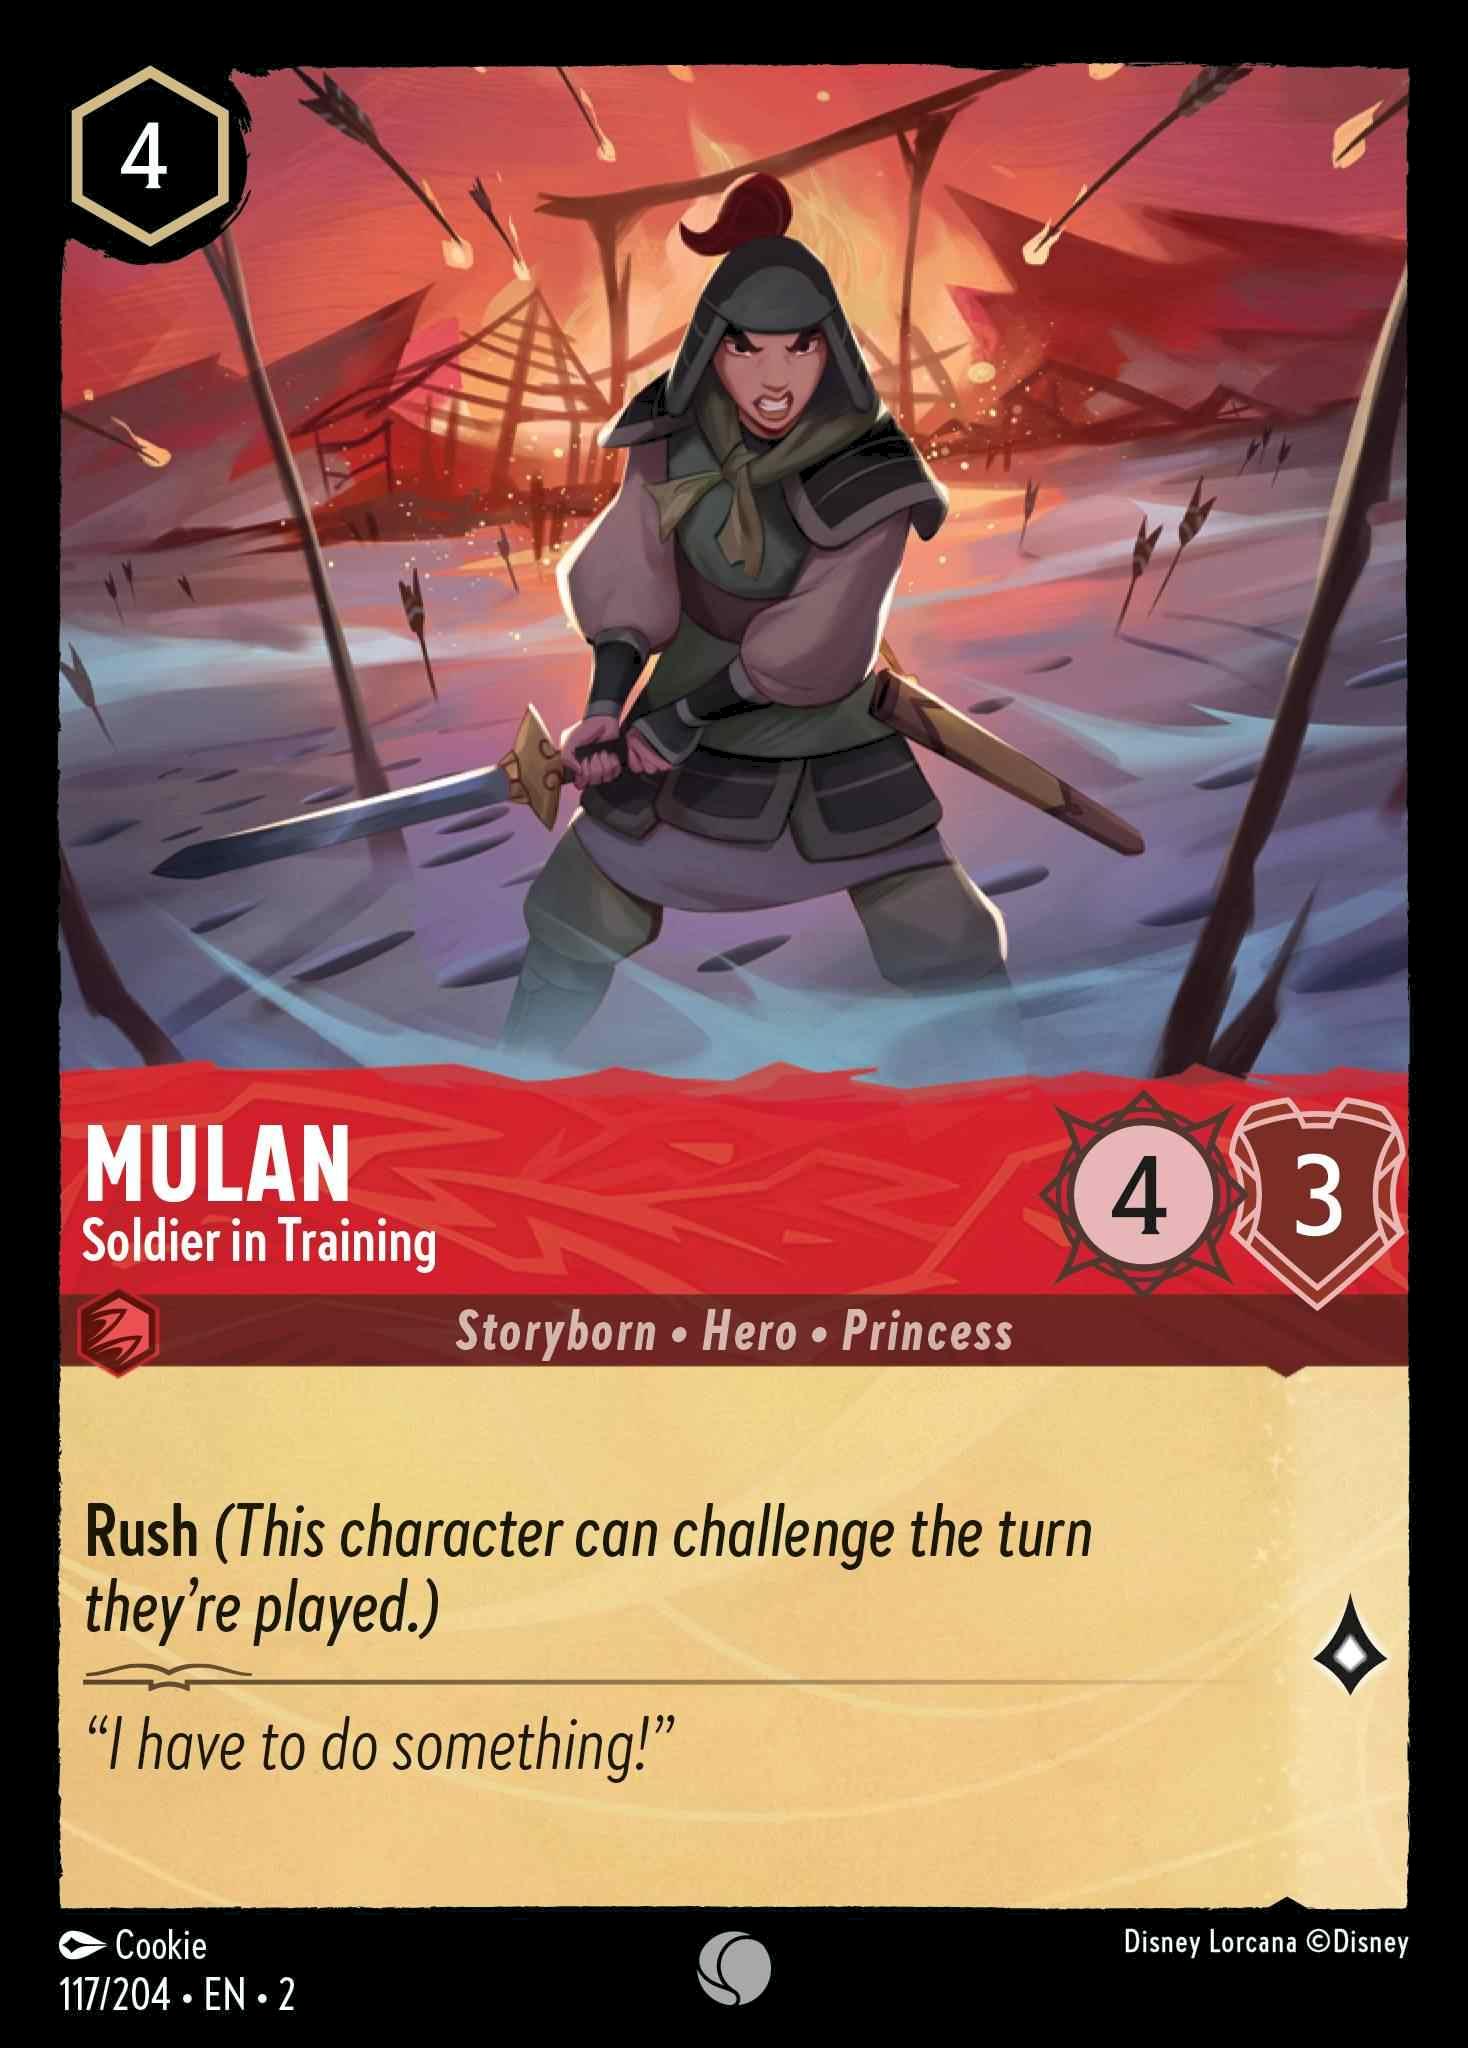 4
MULAN
Soldier in Training
4
3
Storyborn • Hero • Princess
Rush (This character can challenge the turn
they’re played.)
“I have to do something!”
Cookie
117/204 • EN • 2
Disney Lorcana ©Disney